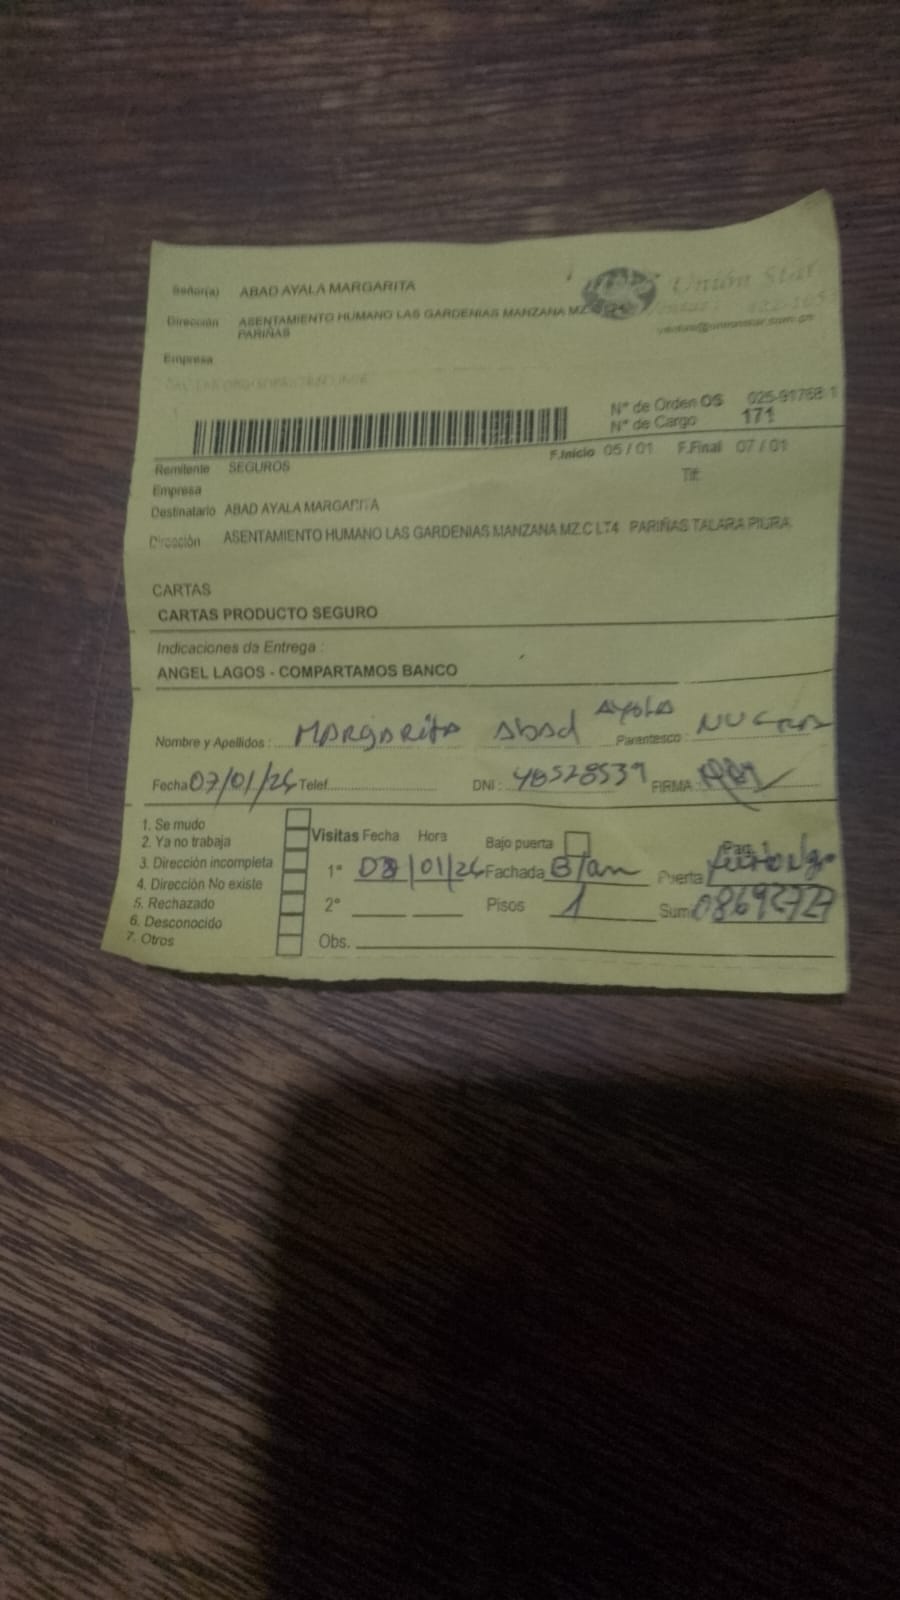 Señor(a) ABAD AYALA MARGARITA
Unión Star
Dirección ASENTAMIENTO HUMANO LAS GARDENIAS MANZANA MZ.
PARIÑAS
Empresa
N° de Orden OS 025-91768-1
N° de Cargo 171
F.Inicio 05 / 01 F.Final 07 / 01
Remitente SEGUROS
Tlf:
Empresa
Destinatario ABAD AYALA MARGARITA
Dirección ASENTAMIENTO HUMANO LAS GARDENIAS MANZANA MZ.C LT4 PARIÑAS TALARA PIURA
CARTAS
CARTAS PRODUCTO SEGURO
Indicaciones de Entrega :
ANGEL LAGOS - COMPARTAMOS BANCO
Nombre y Apellidos : MARGARITA Abad AyalA Parentesco :
Fecha 07/01/26 Telef. DNI : 48528539 FIRMA :
1. Se mudo
2. Ya no trabaja
3. Dirección incompleta
4. Dirección No existe
5. Rechazado
6. Desconocido
7. Otros
Visitas Fecha Hora Bajo puerta Pag. 1
1° /01/26 Fachada Puerta
2° Pisos 1 Sum.
Obs.